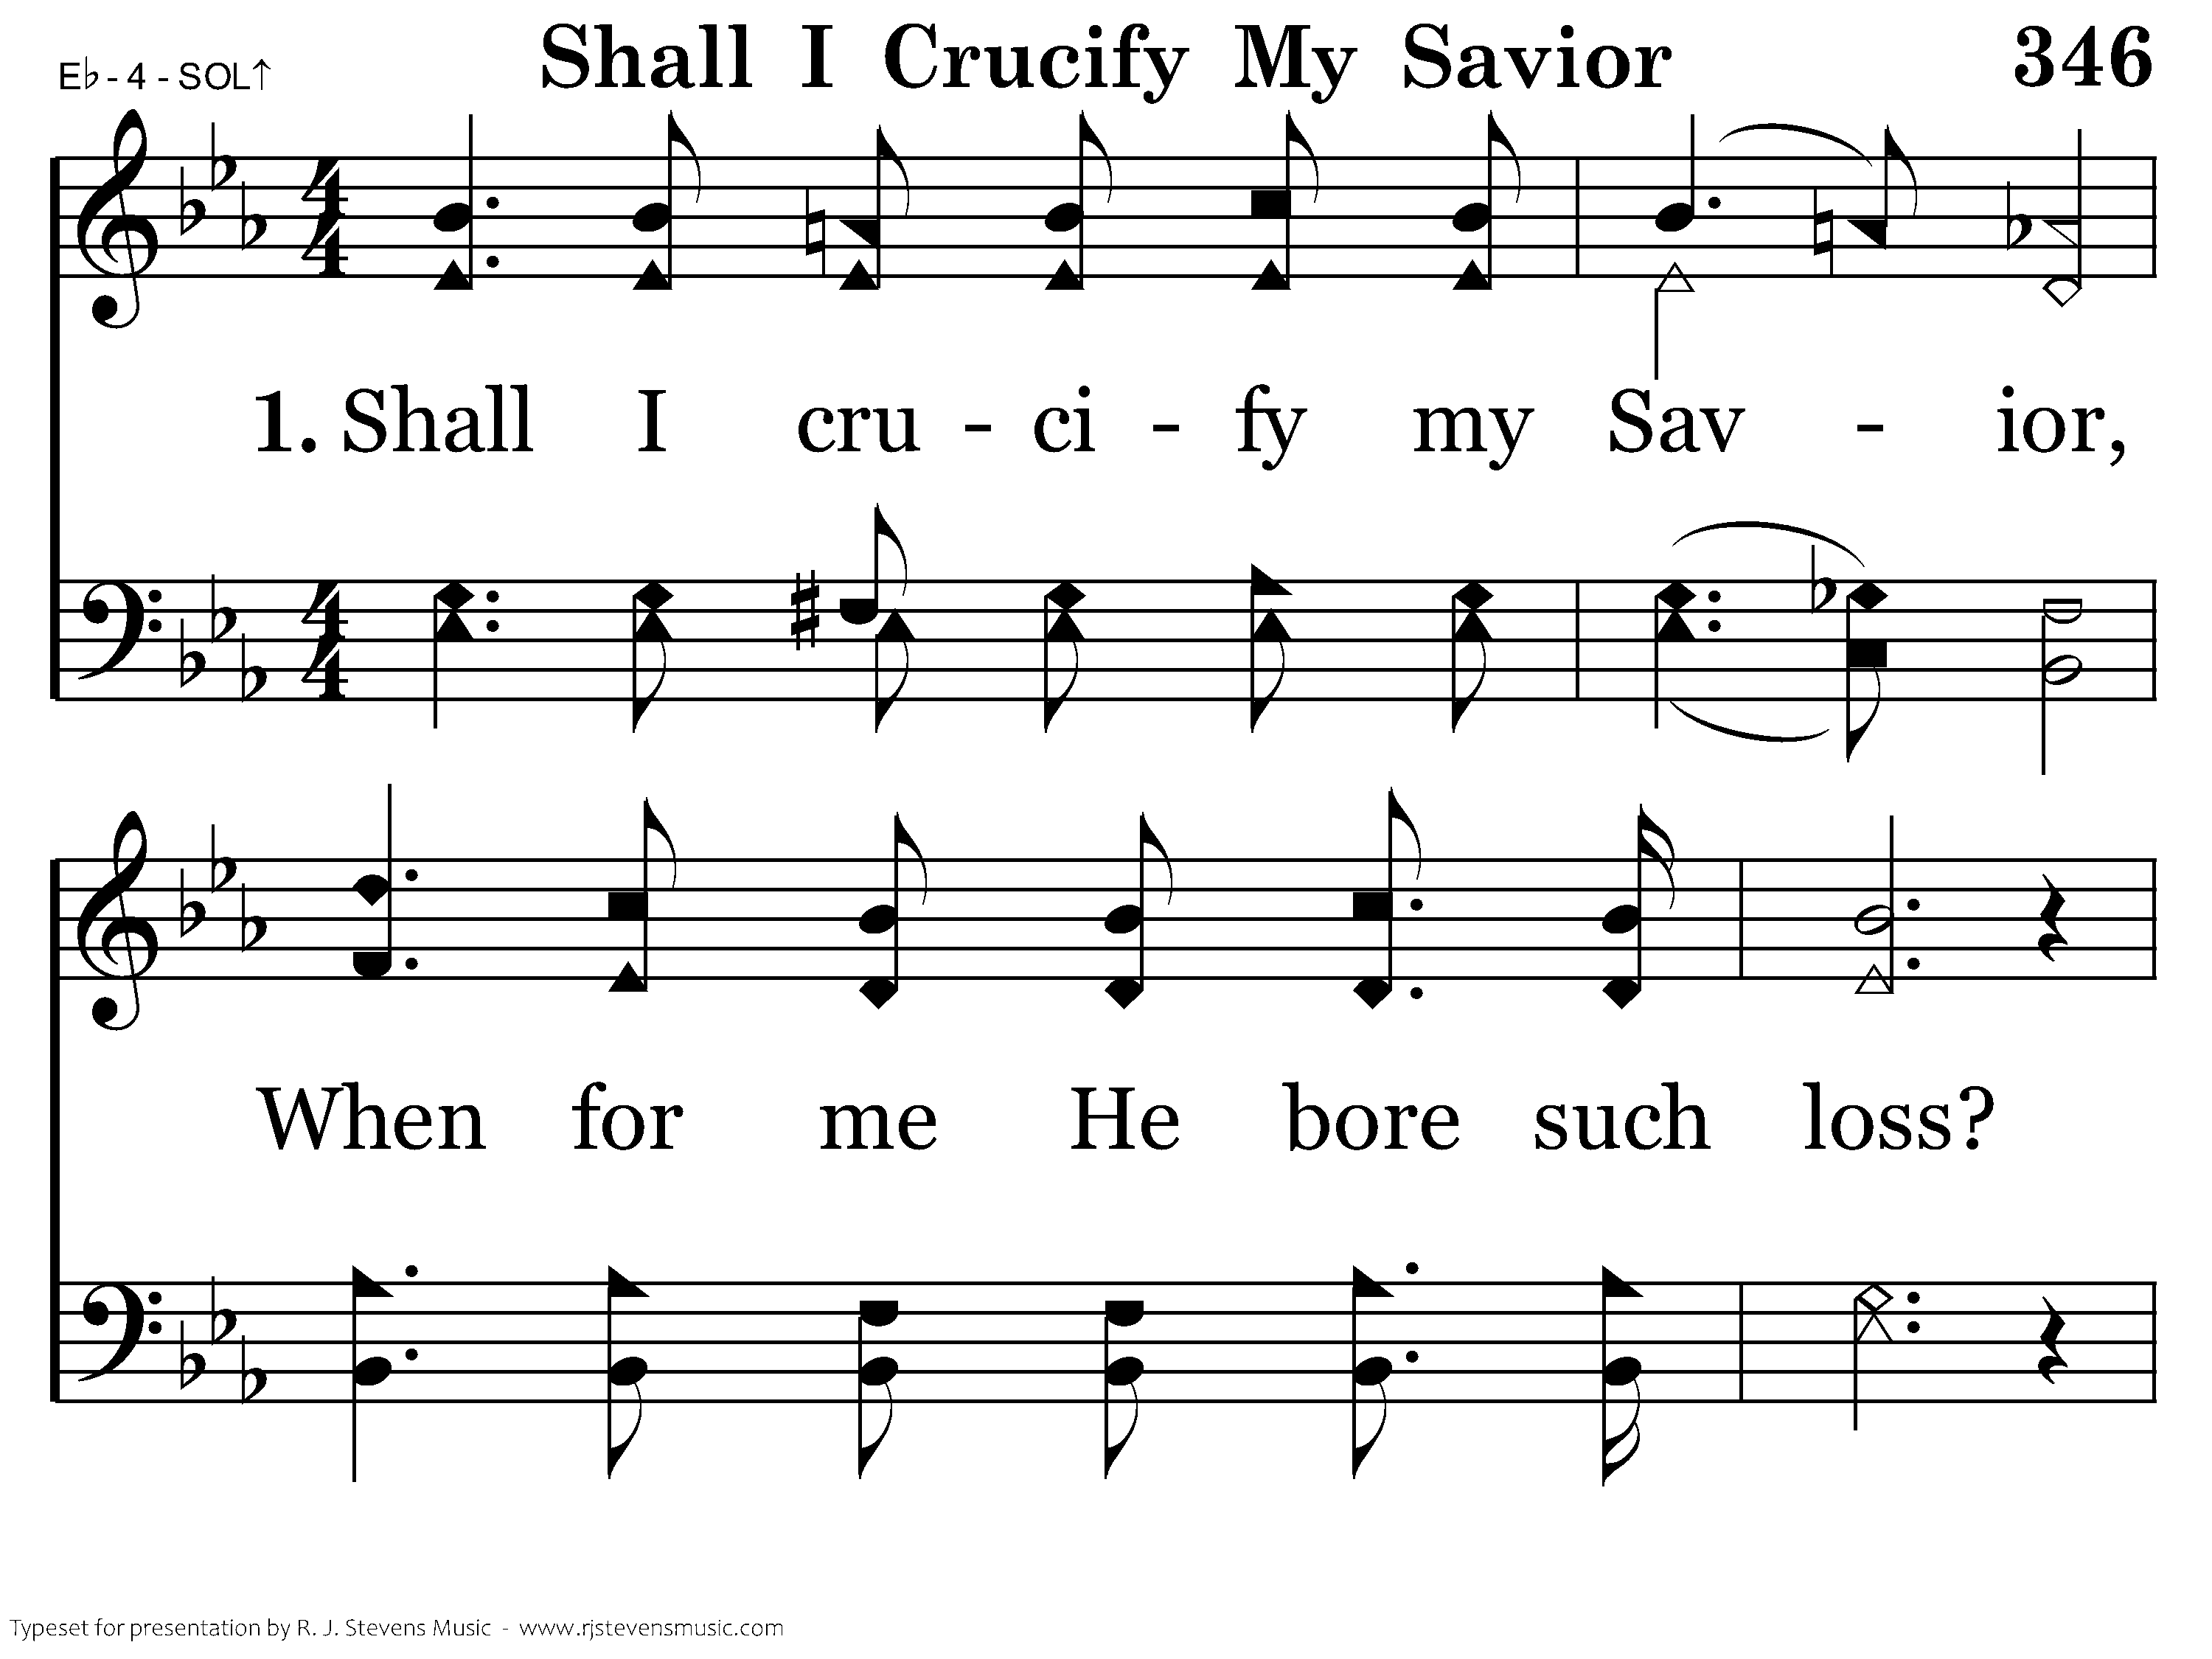 Shall I Crucify My Savior 346
E♭ - 4 - SOL↑
1. Shall I cru - ci - fy my Sav - ior,
When for me He bore such loss?
Typeset for presentation by R. J. Stevens Music - www.rjstevensmusic.com